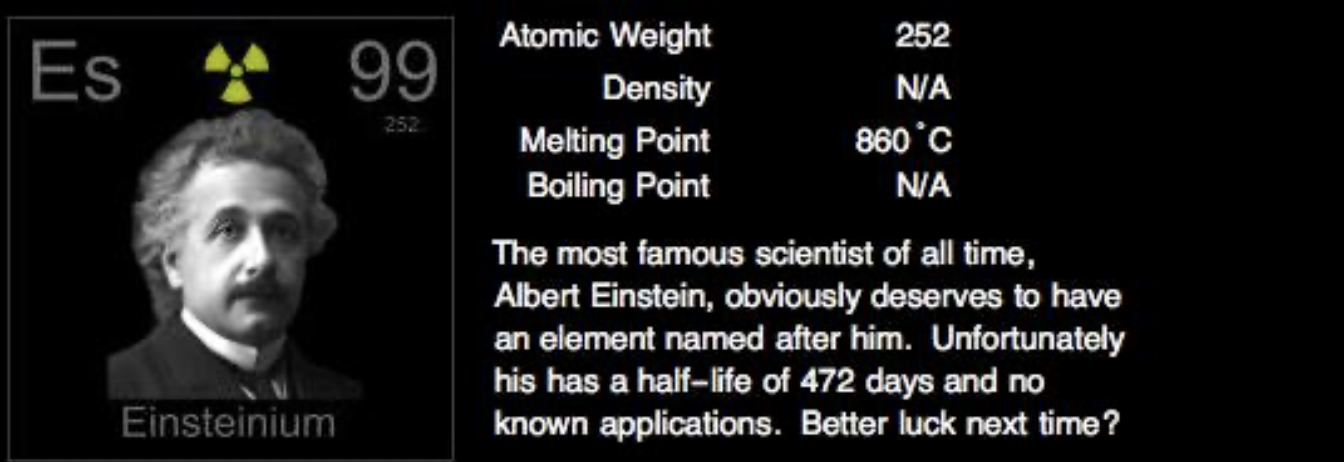 Es 99
252
Einsteinium
Atomic Weight 252
Density N/A
Melting Point 860°C
Boiling Point N/A
The most famous scientist of all time,
Albert Einstein, obviously deserves to have
an element named after him. Unfortunately
his has a half-life of 472 days and no
known applications. Better luck next time?